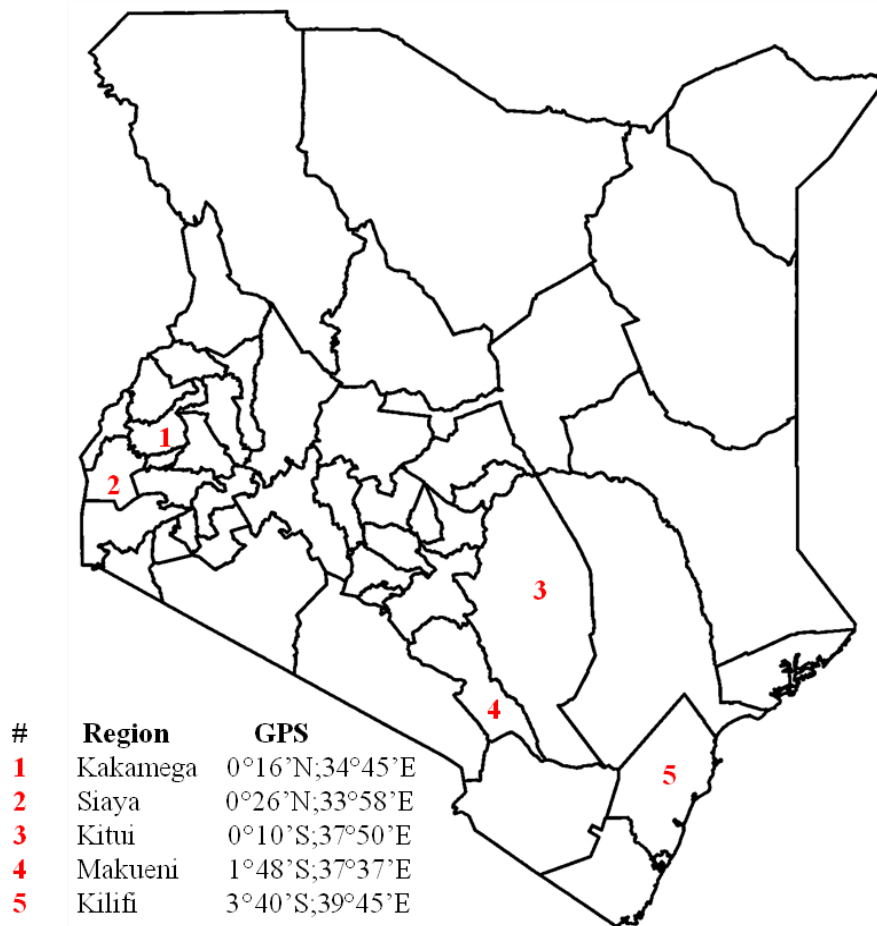 1
2
3
4
5
# Region GPS
1 Kakamega 0°16’N;34°45’E
2 Siaya 0°26’N;33°58’E
3 Kitui 0°10’S;37°50’E
4 Makueni 1°48’S;37°37’E
5 Kilifi 3°40’S;39°45’E